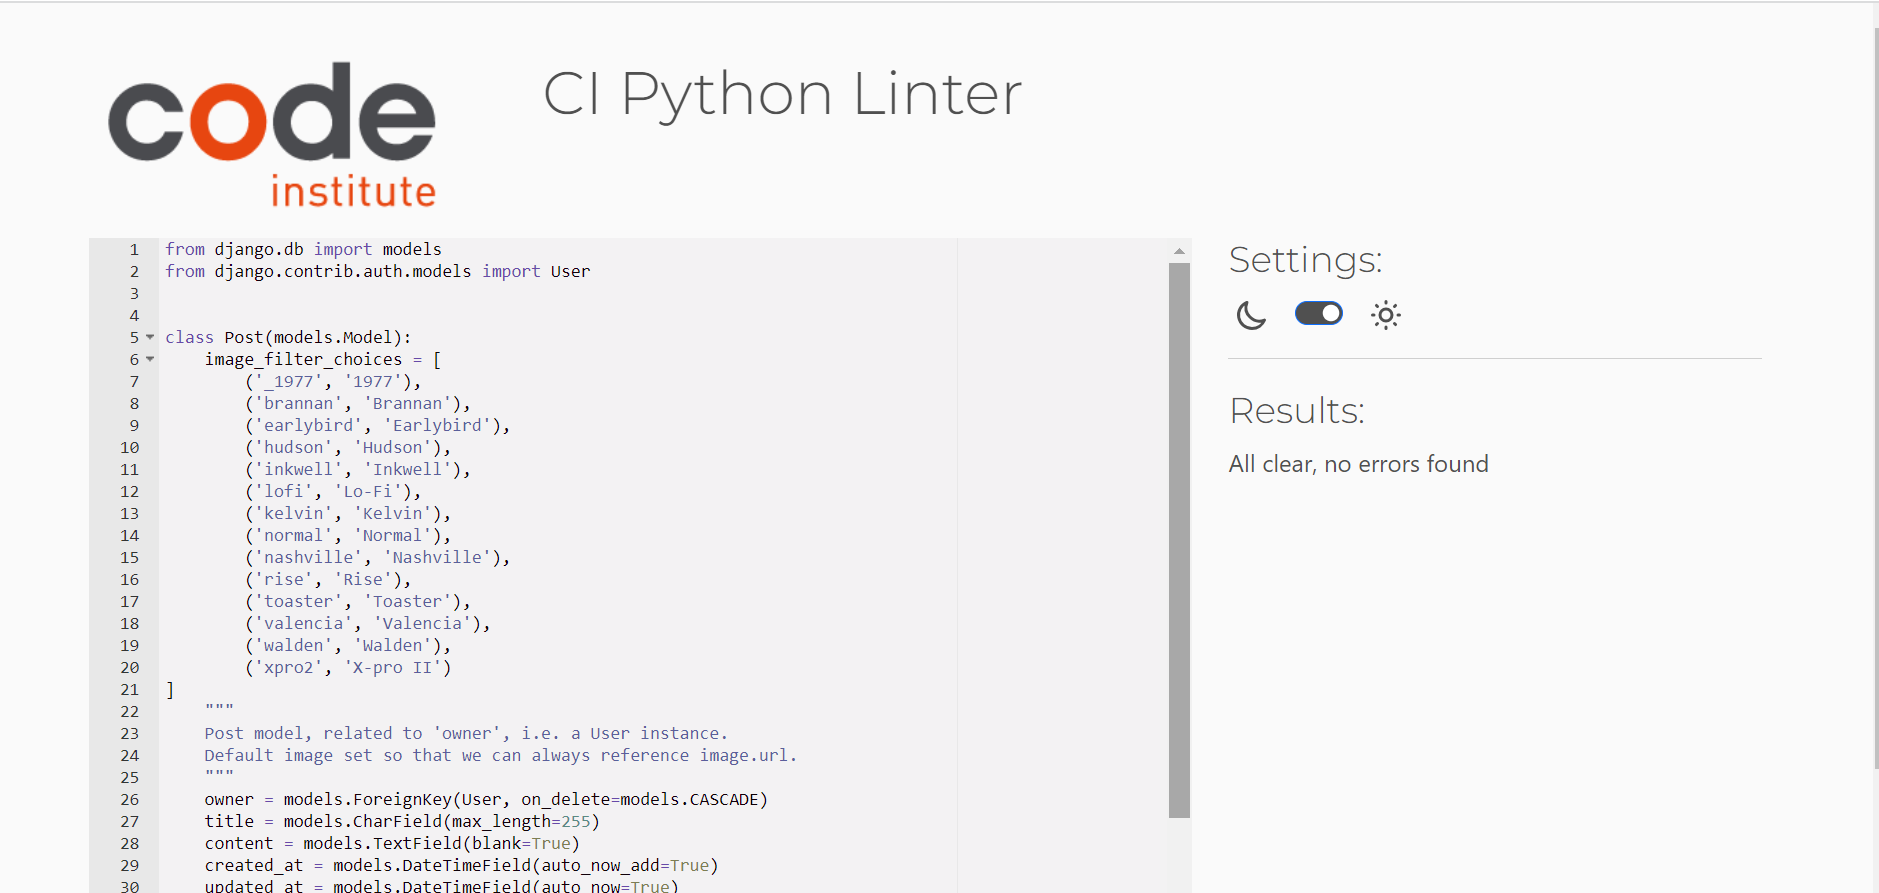 code
institute
CI Python Linter
1 from django.db import models
2 from django.contrib.auth.models import User
3
4
5 class Post(models.Model):
6     image_filter_choices = [
7         ('_1977', '1977'),
8         ('brannan', 'Brannan'),
9         ('earlybird', 'Earlybird'),
10         ('hudson', 'Hudson'),
11         ('inkwell', 'Inkwell'),
12         ('lofi', 'Lo-Fi'),
13         ('kelvin', 'Kelvin'),
14         ('normal', 'Normal'),
15         ('nashville', 'Nashville'),
16         ('rise', 'Rise'),
17         ('toaster', 'Toaster'),
18         ('valencia', 'Valencia'),
19         ('walden', 'Walden'),
20         ('xpro2', 'X-pro II')
21 ]
22     """
23     Post model, related to 'owner', i.e. a User instance.
24     Default image set so that we can always reference image.url.
25     """
26     owner = models.ForeignKey(User, on_delete=models.CASCADE)
27     title = models.CharField(max_length=255)
28     content = models.TextField(blank=True)
29     created_at = models.DateTimeField(auto_now_add=True)
30     updated_at = models.DateTimeField(auto_now=True)
Settings:
Results:
All clear, no errors found